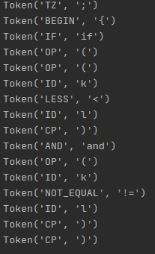 Token('TZ', ';')
Token('BEGIN', '{')
Token('IF', 'if')
Token('OP', '(')
Token('OP', '(')
Token('ID', 'k')
Token('LESS', '<')
Token('ID', 'l')
Token('CP', ')')
Token('AND', 'and')
Token('OP', '(')
Token('ID', 'k')
Token('NOT_EQUAL', '!=')
Token('ID', 'l')
Token('CP', ')')
Token('CP', ')')